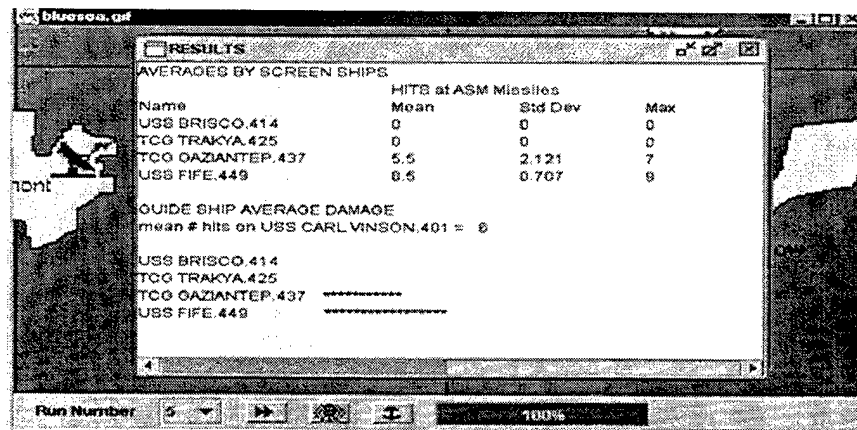 bluesea.gif
RESULTS
AVERAGES BY SCREEN SHIPS
HITS at ASM Missiles
Name Mean Std Dev Max
USS BRISCO.414 0 0 0
TCG TRAKYA.425 0 0 0
TCG GAZIANTEP.437 5.5 2.121 7
USS FIFE.449 8.5 0.707 9
GUIDE SHIP AVERAGE DAMAGE
mean # hits on USS CARL VINSON.401 = 6
USS BRISCO.414
TCG TRAKYA.425
TCG GAZIANTEP.437 ***********
USS FIFE.449 *****************
mont
Run Number 5 100%